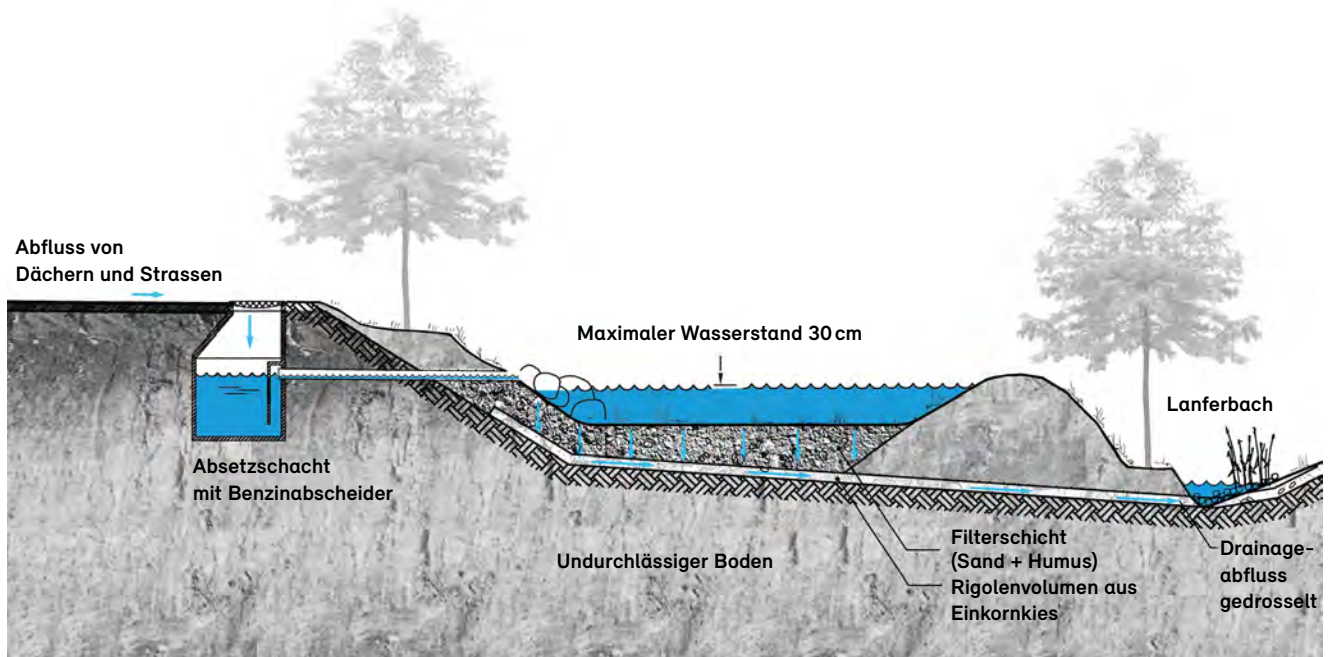 Abfluss von
Dächern und Strassen
Maximaler Wasserstand 30 cm
Lanferbach
Absetzschacht
mit Benzinabscheider
Undurchlässiger Boden
Filterschicht
(Sand + Humus)
Rigolenvolumen aus
Einkornkies
Drainage-
abfluss
gedrosselt